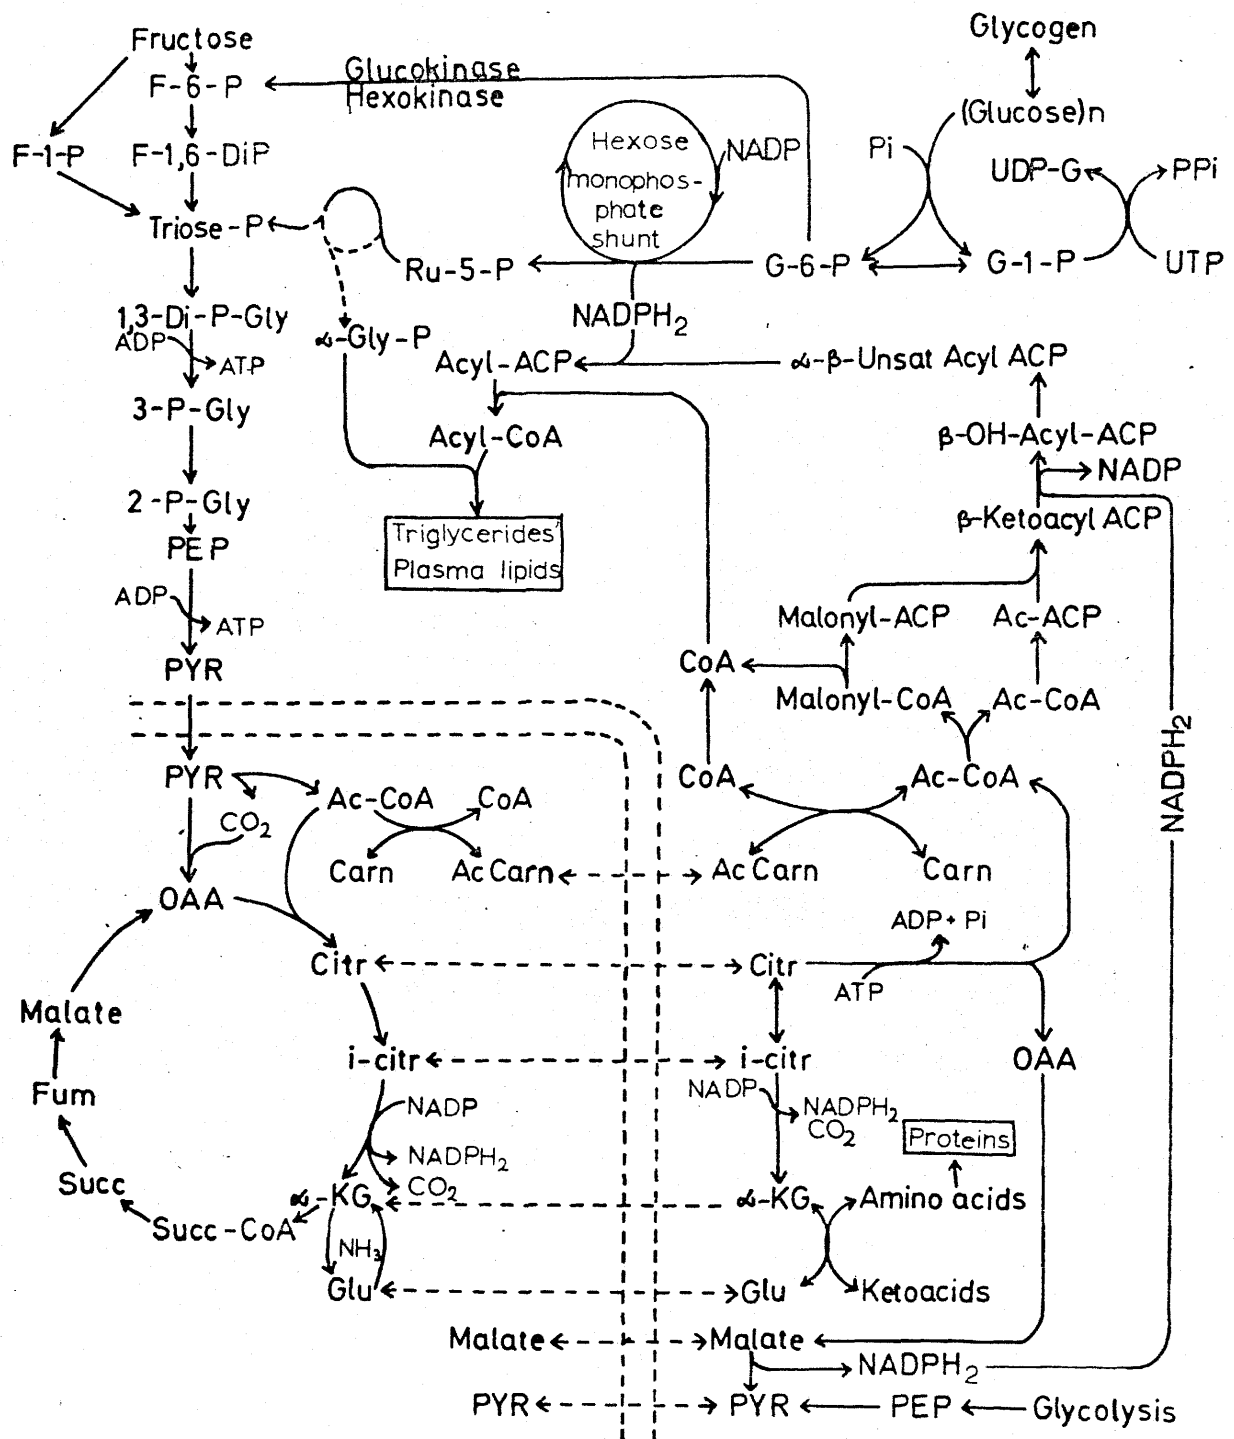 Fructose
Glycogen
F-6-P
Glucokinase
Hexokinase
(Glucose)n
F-1-P
F-1,6-DiP
Hexose
monophos-
phate
shunt
NADP
Pi
UDP-G
PPi
Triose-P
Ru-5-P
G-6-P
G-1-P
UTP
1,3-Di-P-Gly
NADPH2
ADP
ATP
α-Gly-P
Acyl-ACP
α-β-Unsat Acyl ACP
3-P-Gly
Acyl-CoA
β-OH-Acyl-ACP
NADP
2-P-Gly
β-Ketoacyl ACP
PEP
Triglycerides'
Plasma lipids
ADP
ATP
Malonyl-ACP
Ac-ACP
PYR
CoA
Malonyl-CoA
Ac-CoA
NADPH2
PYR
Ac-CoA
CoA
CoA
Ac-CoA
CO2
Carn
Ac Carn
Ac Carn
Carn
OAA
ADP + Pi
Citr
Citr
ATP
Malate
i-citr
i-citr
OAA
Fum
NADP
NADP
NADPH2
CO2
Proteins
NADPH2
CO2
Succ
α-KG
α-KG
Amino acids
Succ-CoA
NH3
Glu
Glu
Ketoacids
Malate
Malate
NADPH2
PYR
PYR
PEP
Glycolysis